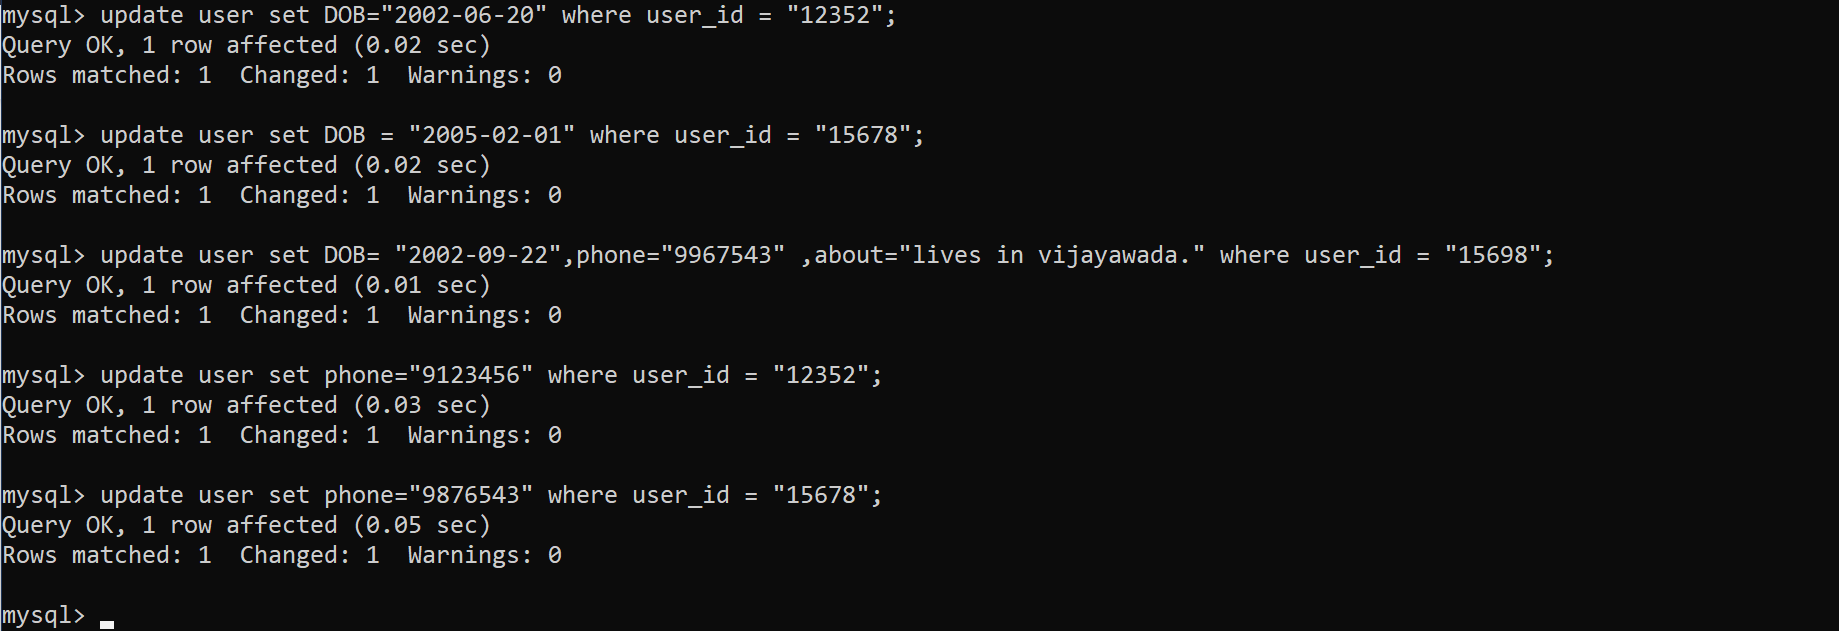 mysql> update user set DOB="2002-06-20" where user_id = "12352";
Query OK, 1 row affected (0.02 sec)
Rows matched: 1  Changed: 1  Warnings: 0
mysql> update user set DOB = "2005-02-01" where user_id = "15678";
Query OK, 1 row affected (0.02 sec)
Rows matched: 1  Changed: 1  Warnings: 0
mysql> update user set DOB= "2002-09-22",phone="9967543" ,about="lives in vijayawada." where user_id = "15698";
Query OK, 1 row affected (0.01 sec)
Rows matched: 1  Changed: 1  Warnings: 0
mysql> update user set phone="9123456" where user_id = "12352";
Query OK, 1 row affected (0.03 sec)
Rows matched: 1  Changed: 1  Warnings: 0
mysql> update user set phone="9876543" where user_id = "15678";
Query OK, 1 row affected (0.05 sec)
Rows matched: 1  Changed: 1  Warnings: 0
mysql>